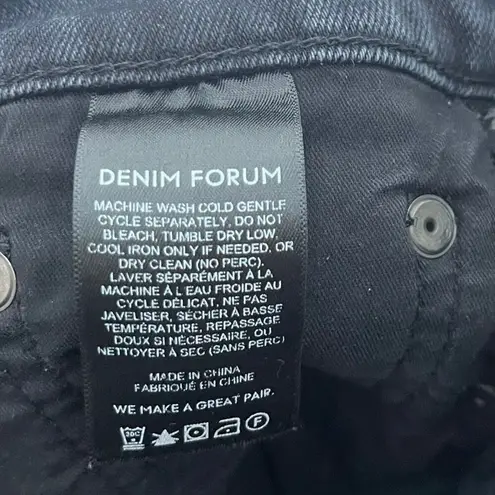 DENIM FORUM
MACHINE WASH COLD GENTLE
CYCLE SEPARATELY, DO NOT
BLEACH, TUMBLE DRY LOW,
COOL IRON ONLY IF NEEDED, OR
DRY CLEAN (NO PERC).
LAVER SÉPARÉMENT À LA
MACHINE À L'EAU FROIDE AU
CYCLE DÉLICAT, NE PAS
JAVELISER, SÉCHER À BASSE
TEMPÉRATURE, REPASSAGE
DOUX SI NÉCESSAIRE, OU
NETTOYER À SEC (SANS PERC)
MADE IN CHINA
FABRIQUÉ EN CHINE
WE MAKE A GREAT PAIR.
30C F